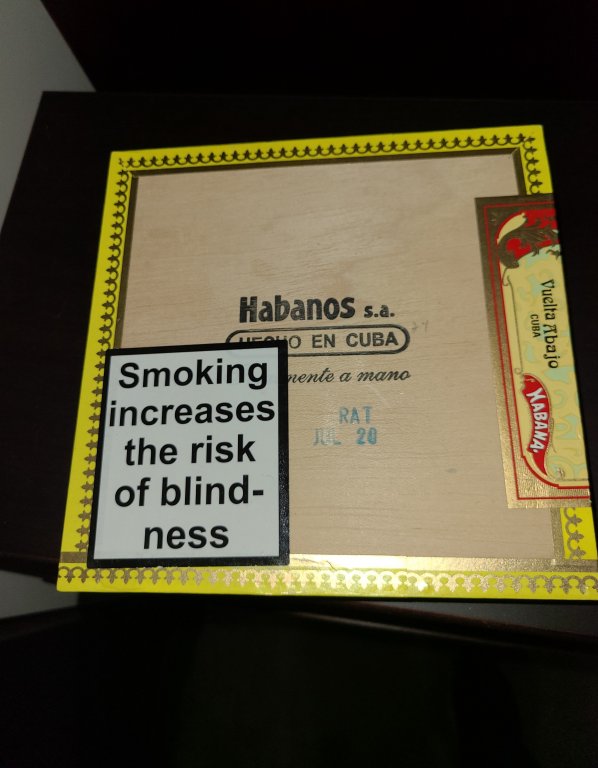 Habanos s.a.
HECHO EN CUBA
mente a mano
RAT
JUL 20
Smoking
increases
the risk
of blind-
ness
Vuelta Abajo
CUBA
HABANA